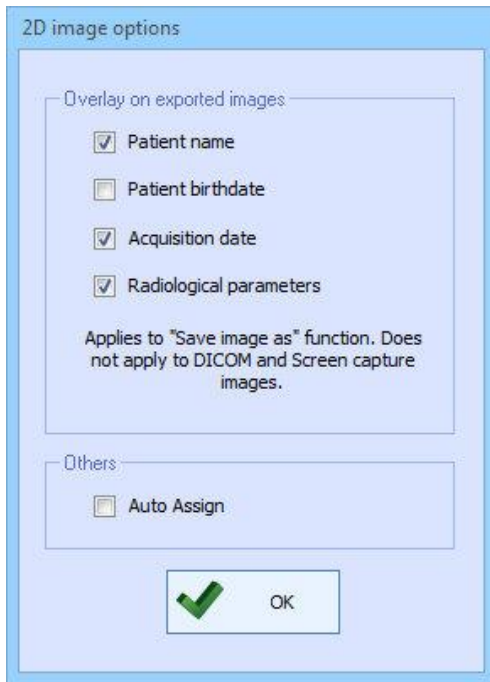 2D image options
Overlay on exported images
Patient name
Patient birthdate
Acquisition date
Radiological parameters
Applies to "Save image as" function. Does
not apply to DICOM and Screen capture
images.
Others
Auto Assign
OK